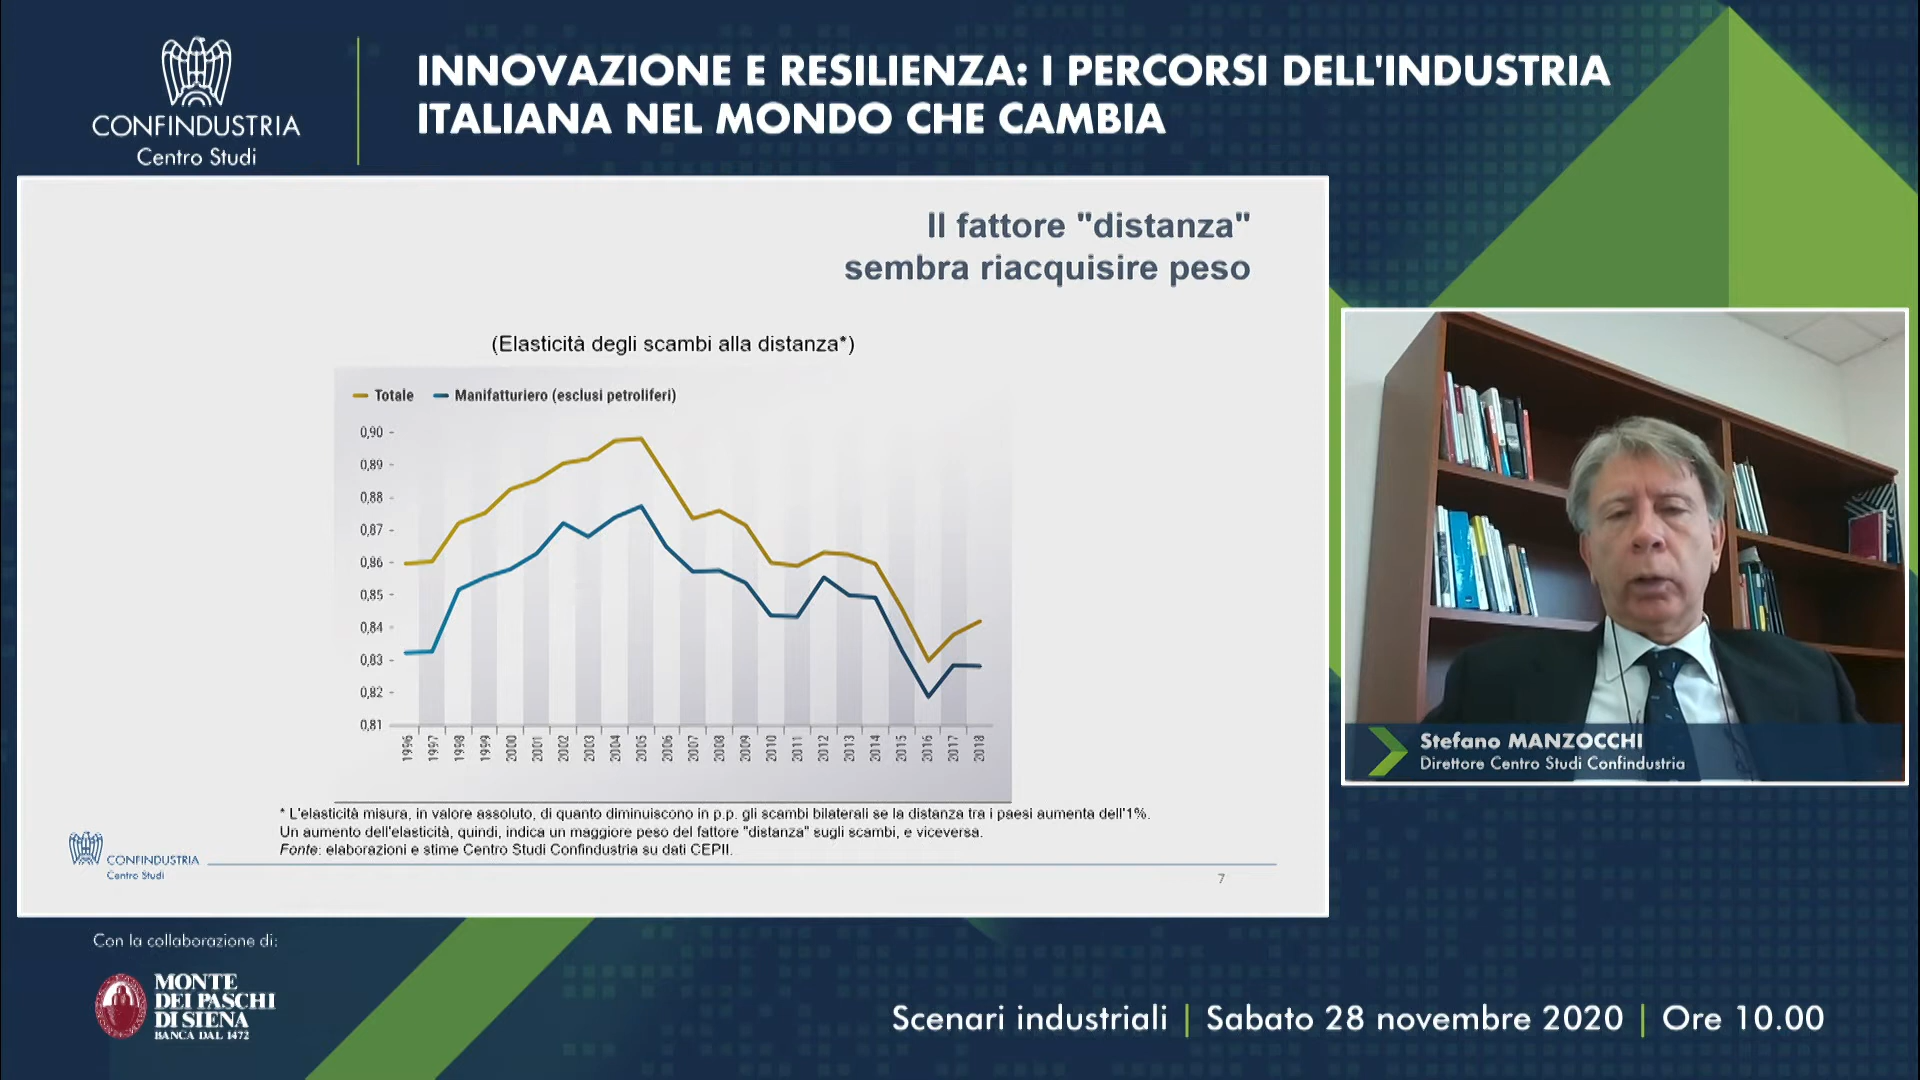 CONFINDUSTRIA
Centro Studi
INNOVAZIONE E RESILIENZA: I PERCORSI DELL'INDUSTRIA
ITALIANA NEL MONDO CHE CAMBIA
Il fattore "distanza"
sembra riacquisire peso
(Elasticità degli scambi alla distanza*)
Totale Manifatturiero (esclusi petroliferi)
0,90
0,89
0,88
0,87
0,86
0,85
0,84
0,83
0,82
0,81
1996 1997 1998 1999 2000 2001 2002 2003 2004 2005 2006 2007 2008 2009 2010 2011 2012 2013 2014 2015 2016 2017 2018
* L'elasticità misura, in valore assoluto, di quanto diminuiscono in p.p. gli scambi bilaterali se la distanza tra i paesi aumenta dell'1%.
Un aumento dell'elasticità, quindi, indica un maggiore peso del fattore "distanza" sugli scambi, e viceversa.
Fonte: elaborazioni e stime Centro Studi Confindustria su dati CEPII.
CONFINDUSTRIA
Centro Studi
7
Stefano MANZOCCHI
Direttore Centro Studi Confindustria
Con la collaborazione di:
MONTE
DEI PASCHI
DI SIENA
BANCA DAL 1472
Scenari industriali | Sabato 28 novembre 2020 | Ore 10.00